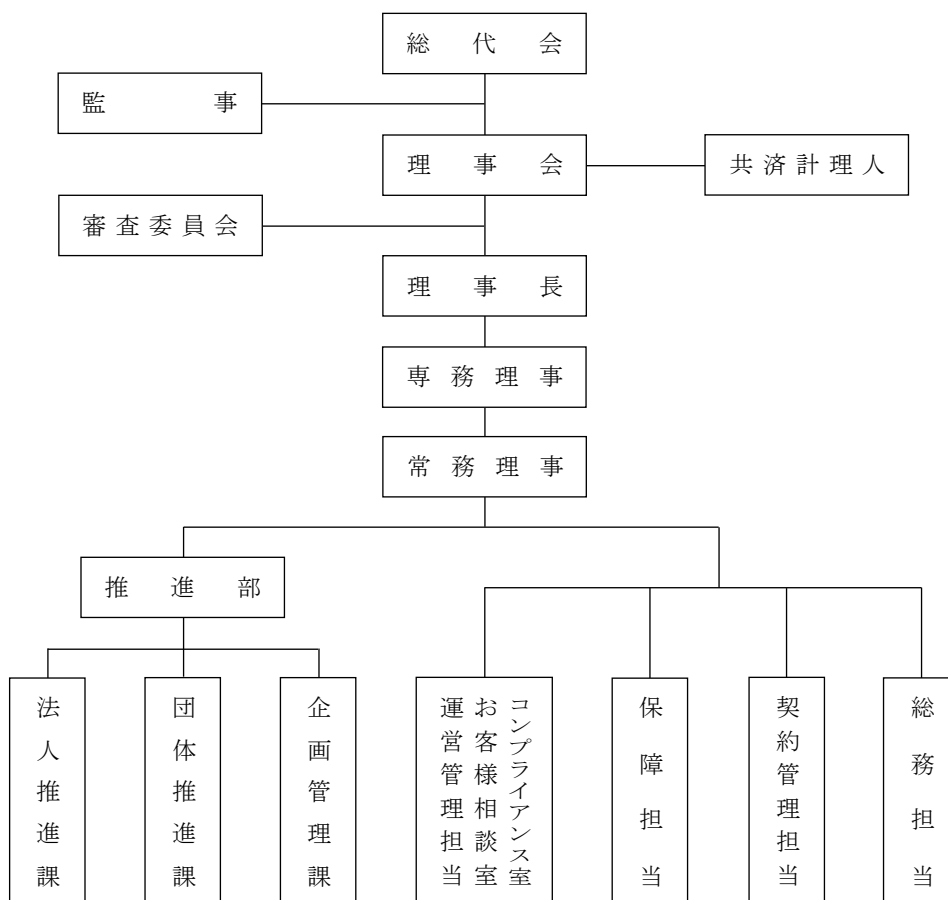 総代会
監事
理事会
共済計理人
審査委員会
理事長
専務理事
常務理事
推進部
法人推進課
団体推進課
企画管理課
コンプライアンス室
お客様相談室
運営管理担当
保障担当
契約管理担当
総務担当